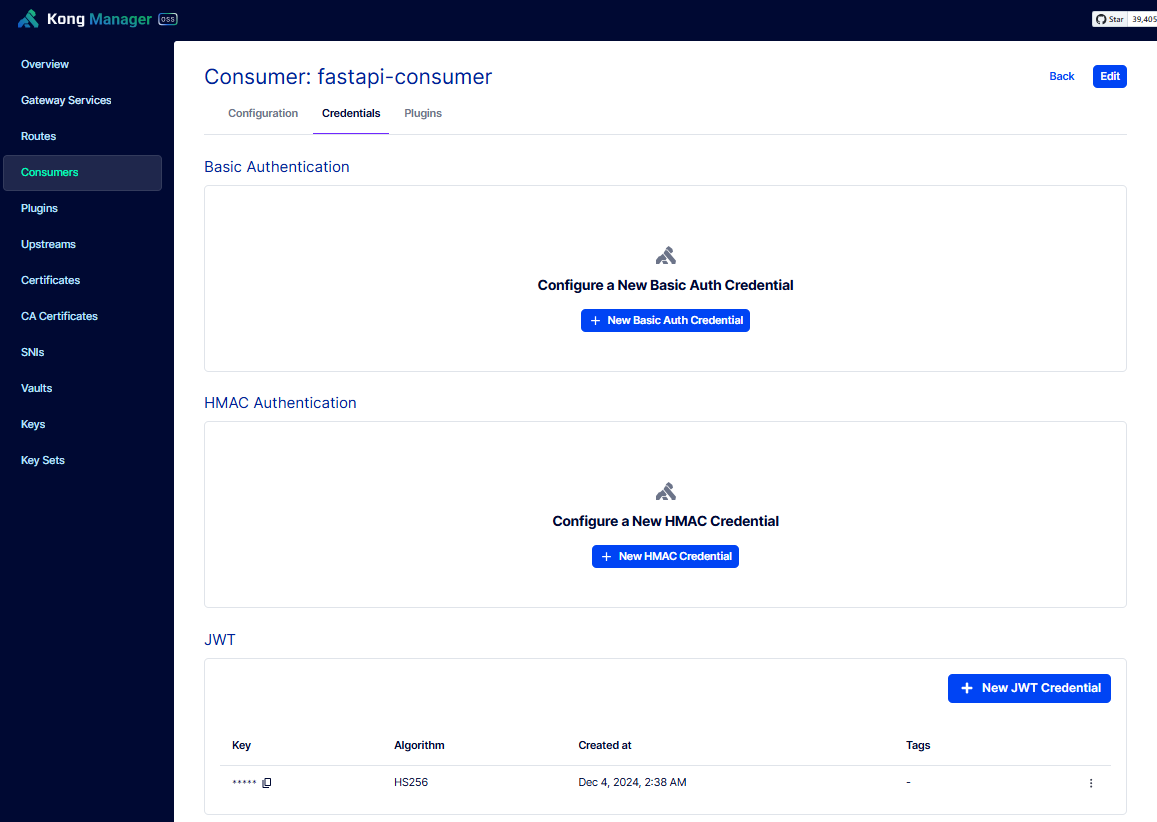 Kong Manager OSS
Star 39,405
Overview
Gateway Services
Routes
Consumers
Plugins
Upstreams
Certificates
CA Certificates
SNIs
Vaults
Keys
Key Sets
Consumer: fastapi-consumer
Back Edit
Configuration Credentials Plugins
Basic Authentication
Configure a New Basic Auth Credential
+ New Basic Auth Credential
HMAC Authentication
Configure a New HMAC Credential
+ New HMAC Credential
JWT
+ New JWT Credential
Key Algorithm Created at Tags
***** HS256 Dec 4, 2024, 2:38 AM -